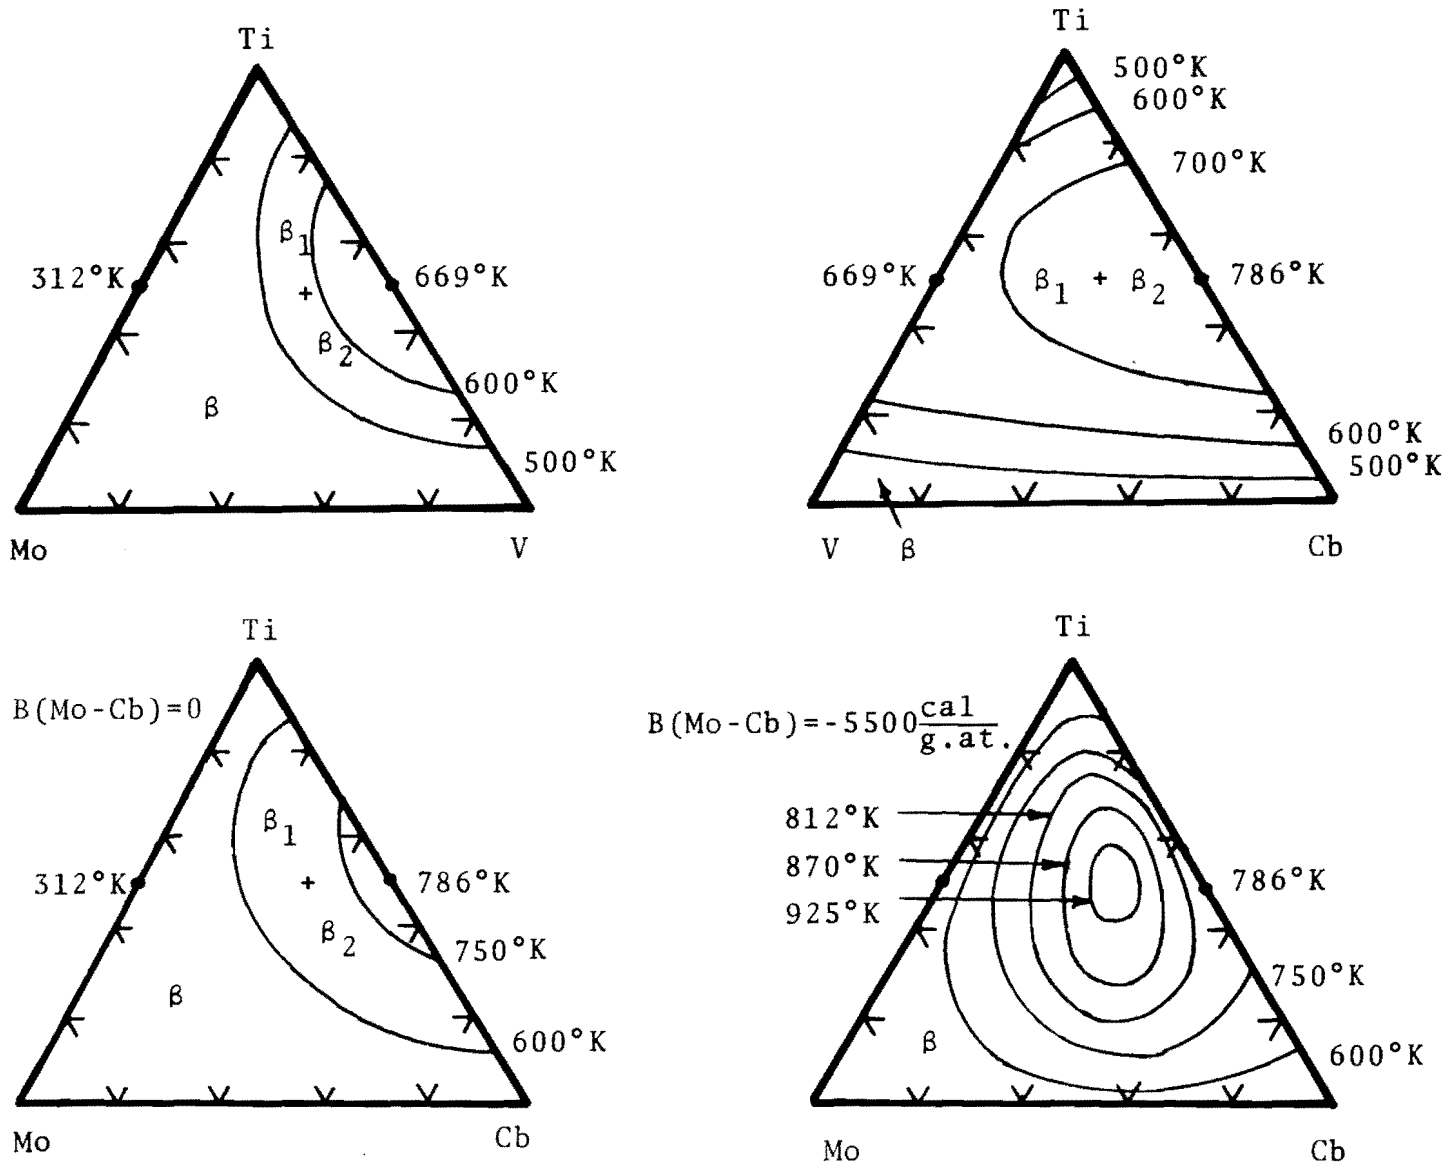 Ti
312°K
669°K
β1
+
β2
600°K
β
500°K
Mo
V
Ti
500°K
600°K
700°K
669°K
β1 + β2
786°K
600°K
500°K
V
β
Cb
Ti
B(Mo-Cb)=0
β1
+
β2
312°K
786°K
750°K
β
600°K
Mo
Cb
Ti
B(Mo-Cb)=-5500 cal/g.at.
812°K
870°K
925°K
786°K
750°K
β
600°K
Mo
Cb